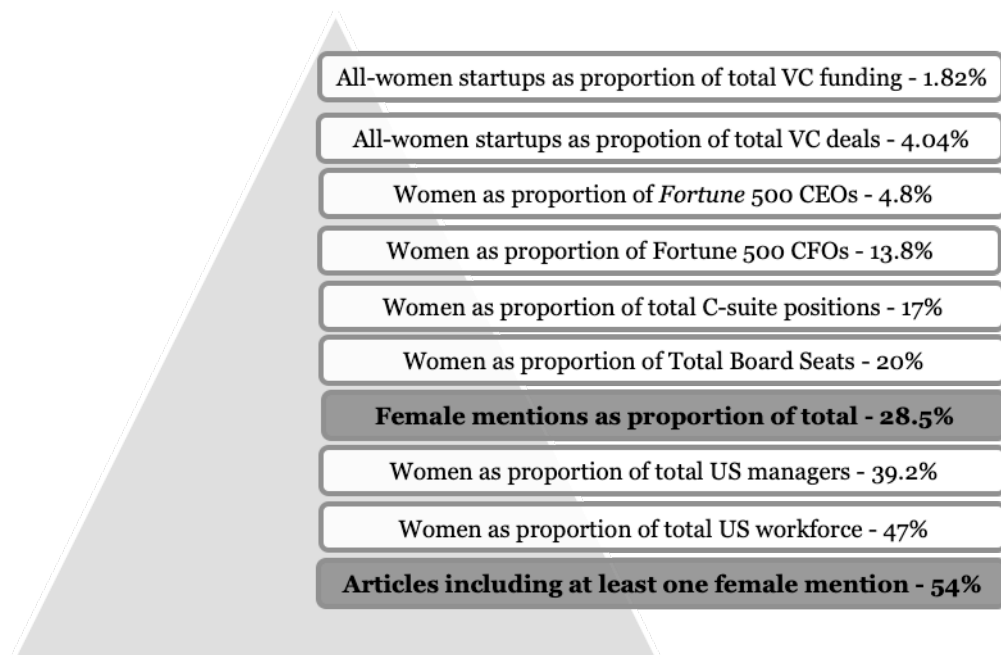 All-women startups as proportion of total VC funding - 1.82%
All-women startups as propotion of total VC deals - 4.04%
Women as proportion of Fortune 500 CEOs - 4.8%
Women as proportion of Fortune 500 CFOs - 13.8%
Women as proportion of total C-suite positions - 17%
Women as proportion of Total Board Seats - 20%
Female mentions as proportion of total - 28.5%
Women as proportion of total US managers - 39.2%
Women as proportion of total US workforce - 47%
Articles including at least one female mention - 54%